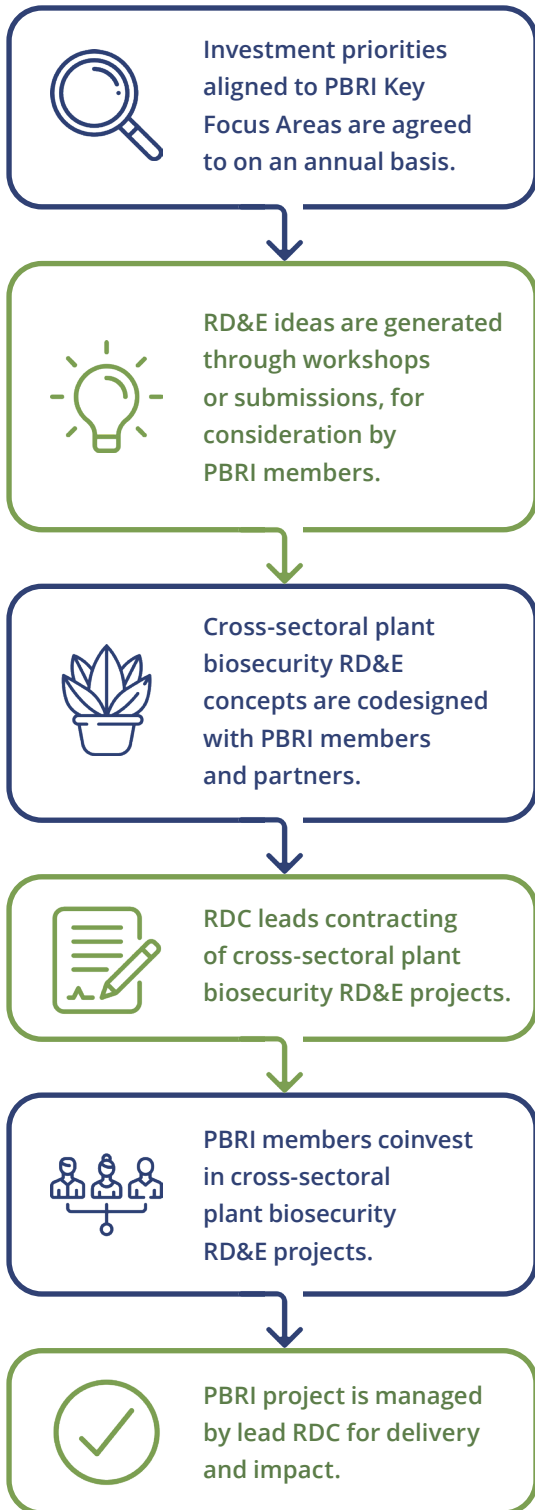 Investment priorities
aligned to PBRI Key
Focus Areas are agreed
to on an annual basis.
RD&E ideas are generated
through workshops
or submissions, for
consideration by
PBRI members.
Cross-sectoral plant
biosecurity RD&E
concepts are codesigned
with PBRI members
and partners.
RDC leads contracting
of cross-sectoral plant
biosecurity RD&E projects.
PBRI members coinvest
in cross-sectoral
plant biosecurity
RD&E projects.
PBRI project is managed
by lead RDC for delivery
and impact.